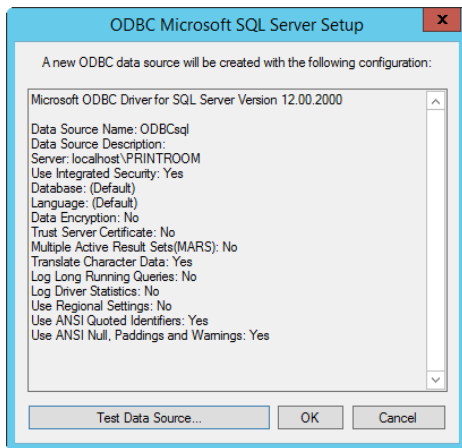 ODBC Microsoft SQL Server Setup
x
A new ODBC data source will be created with the following configuration:
Microsoft ODBC Driver for SQL Server Version 12.00.2000
Data Source Name: ODBCsql
Data Source Description:
Server: localhost\PRINTROOM
Use Integrated Security: Yes
Database: (Default)
Language: (Default)
Data Encryption: No
Trust Server Certificate: No
Multiple Active Result Sets(MARS): No
Translate Character Data: Yes
Log Long Running Queries: No
Log Driver Statistics: No
Use Regional Settings: No
Use ANSI Quoted Identifiers: Yes
Use ANSI Null, Paddings and Warnings: Yes
Test Data Source... OK Cancel